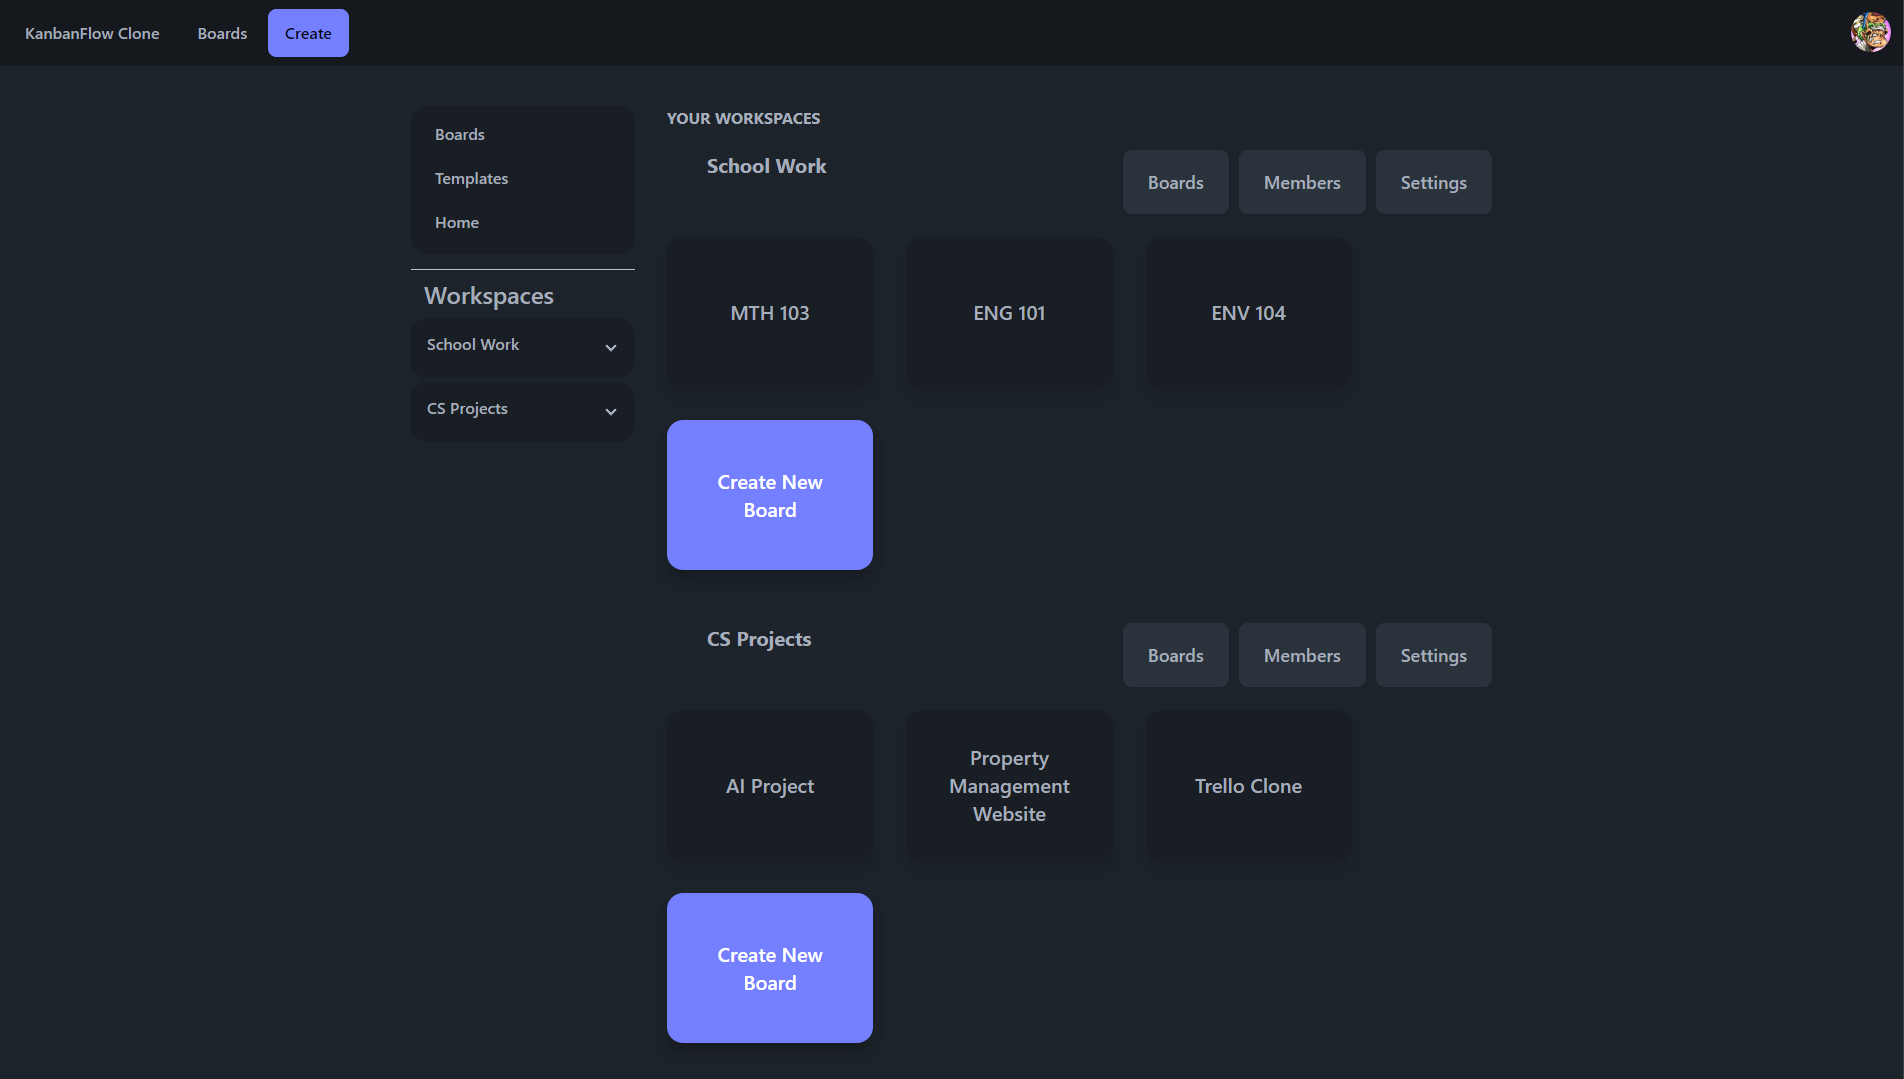 KanbanFlow Clone
Boards
Create
Boards
Templates
Home
Workspaces
School Work
CS Projects
YOUR WORKSPACES
School Work
Boards
Members
Settings
MTH 103
ENG 101
ENV 104
Create New
Board
CS Projects
Boards
Members
Settings
AI Project
Property
Management
Website
Trello Clone
Create New
Board